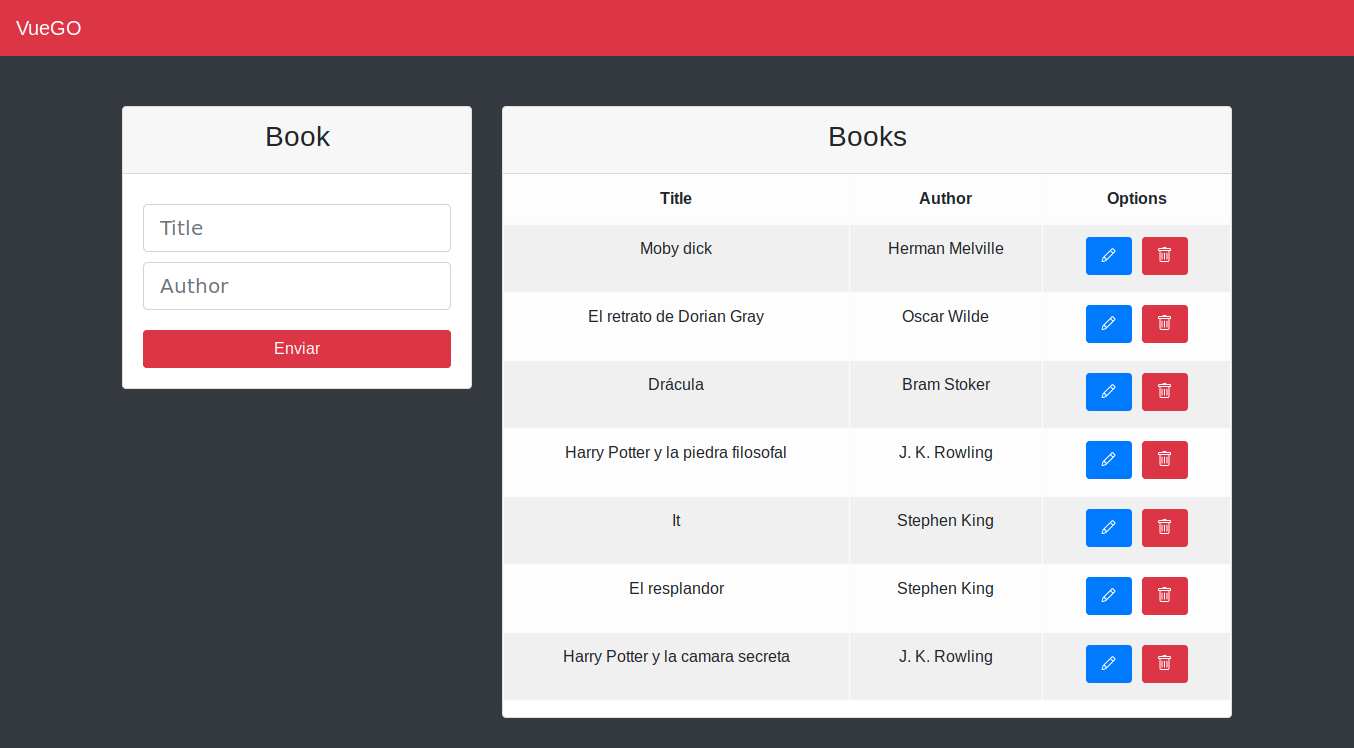 VueGO
Book
Title
Author
Enviar
Books
Title Author Options
Moby dick Herman Melville
El retrato de Dorian Gray Oscar Wilde
Drácula Bram Stoker
Harry Potter y la piedra filosofal J. K. Rowling
It Stephen King
El resplandor Stephen King
Harry Potter y la camara secreta J. K. Rowling